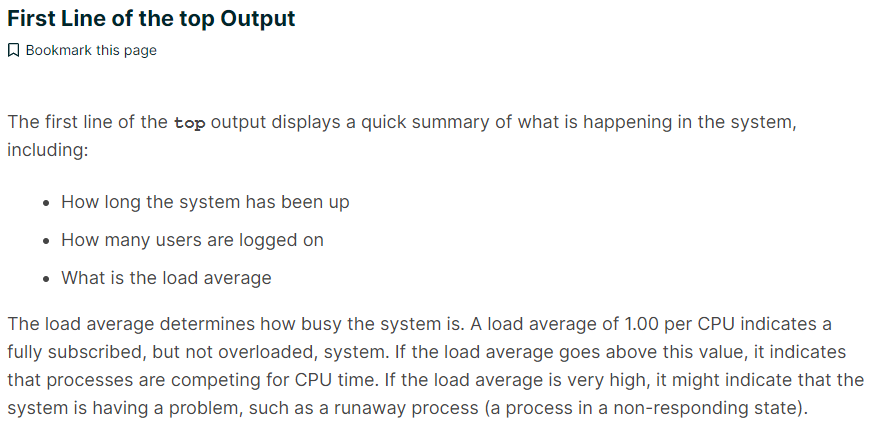 First Line of the top Output
Bookmark this page
The first line of the top output displays a quick summary of what is happening in the system,
including:
• How long the system has been up
• How many users are logged on
• What is the load average
The load average determines how busy the system is. A load average of 1.00 per CPU indicates a
fully subscribed, but not overloaded, system. If the load average goes above this value, it indicates
that processes are competing for CPU time. If the load average is very high, it might indicate that the
system is having a problem, such as a runaway process (a process in a non-responding state).